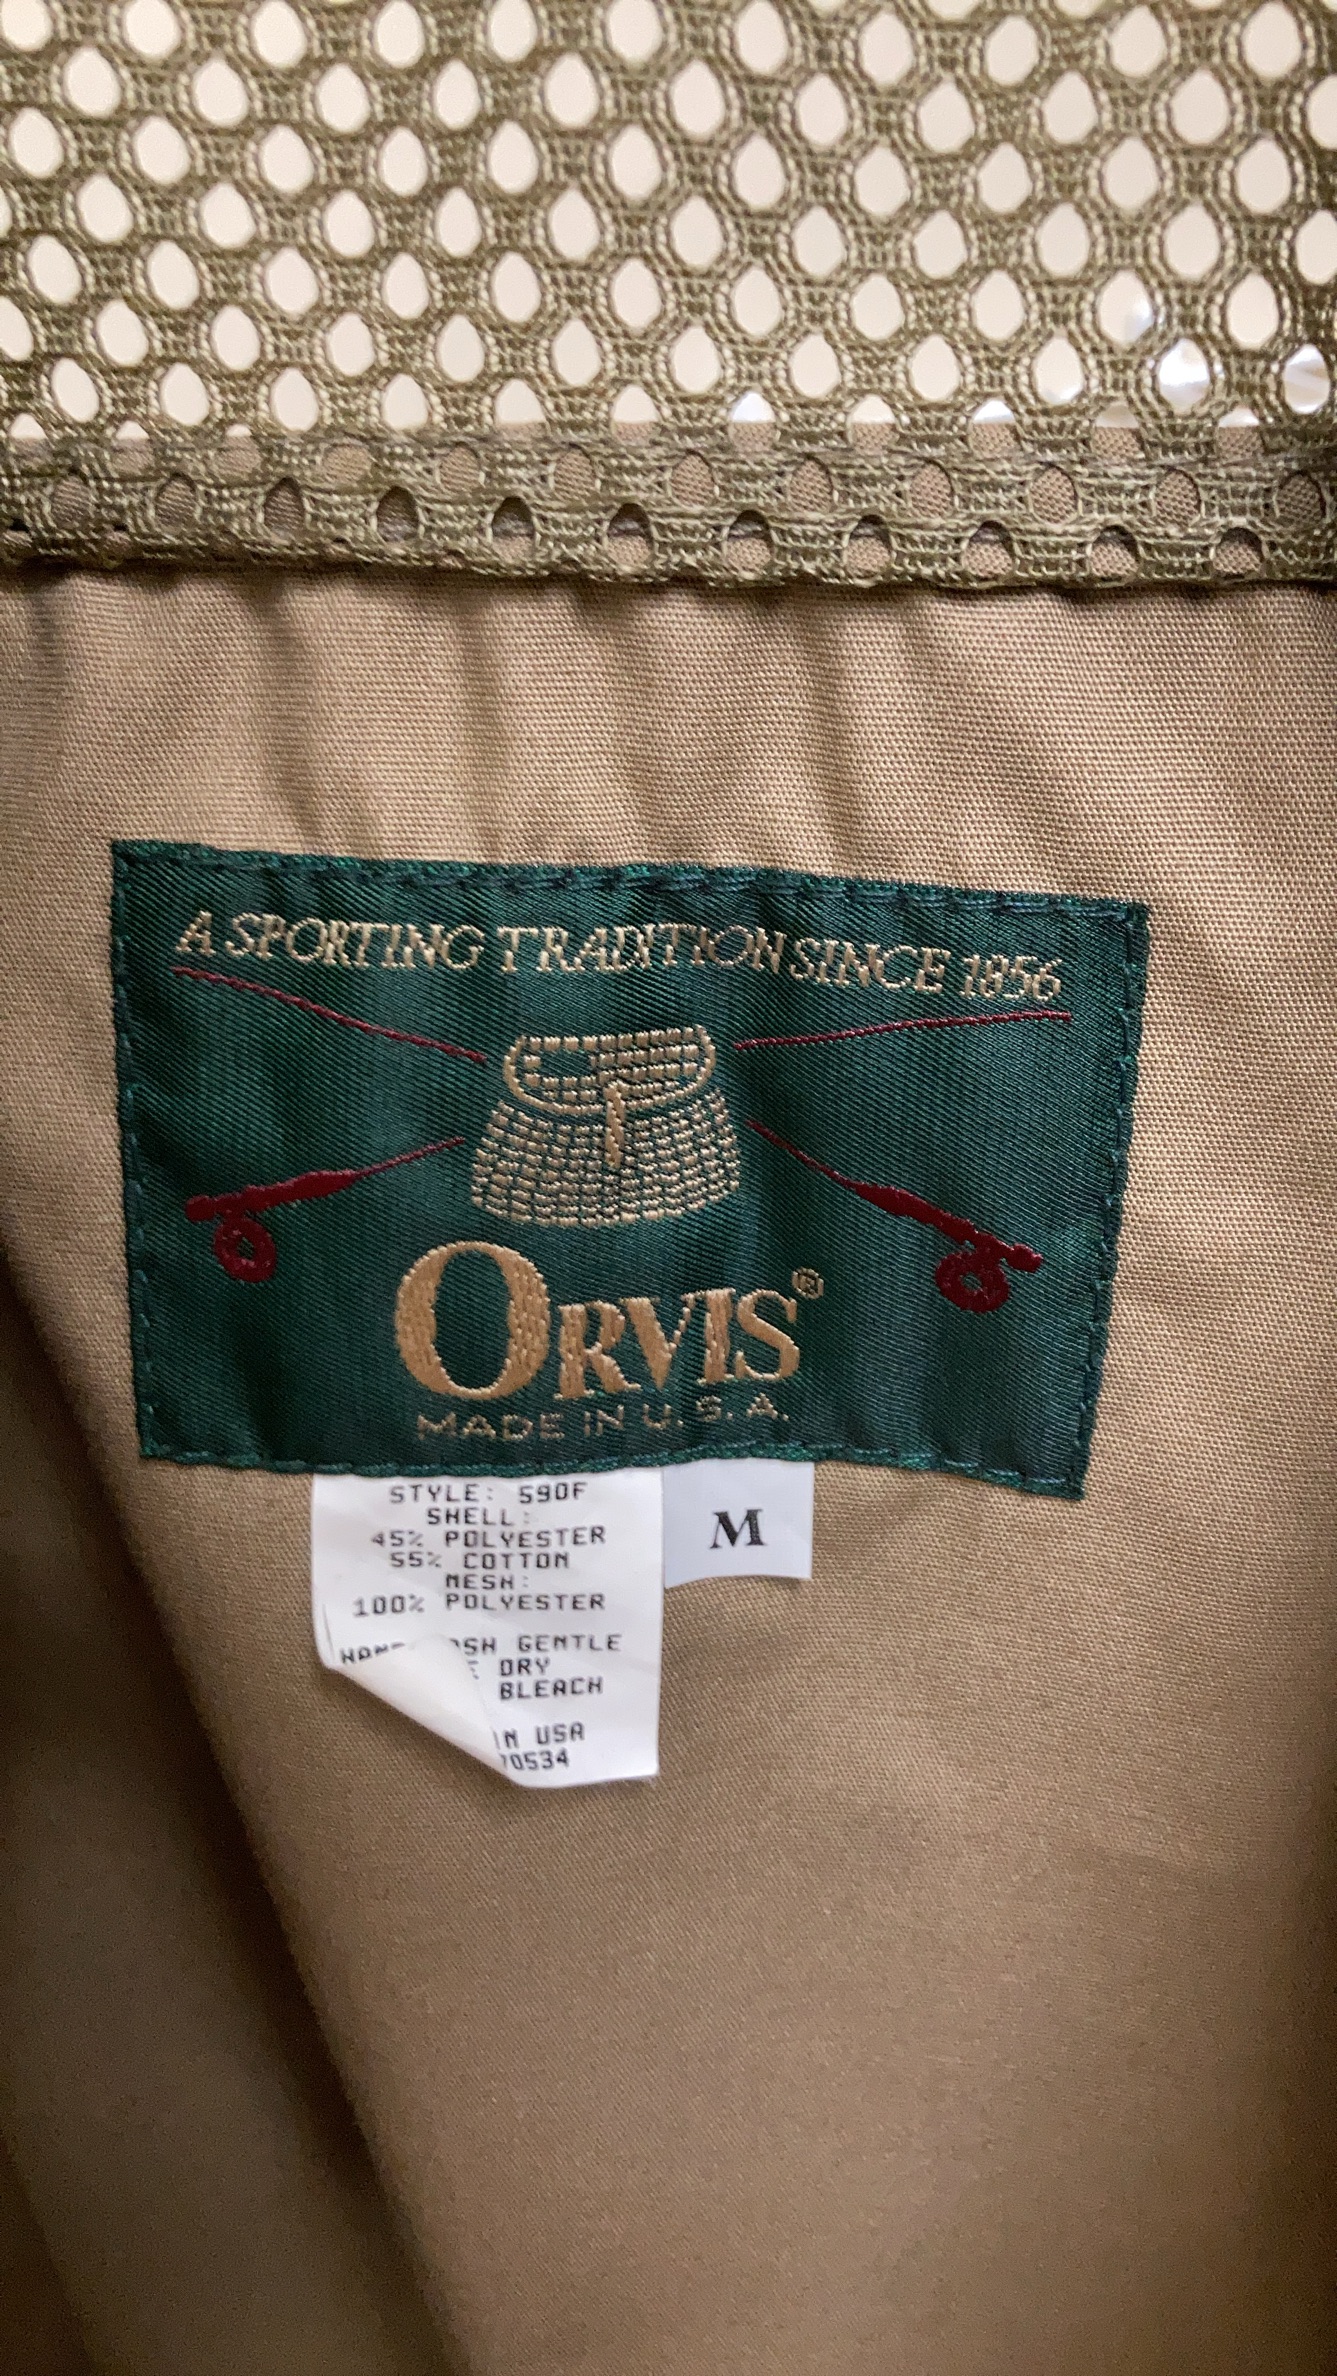 A SPORTING TRADITION SINCE 1856
ORVIS®
MADE IN U.S.A.
STYLE: 590F
SHELL:
45% POLYESTER
55% COTTON
MESH:
100% POLYESTER
GENTLE
DRY
BLEACH
IN USA
70534
M